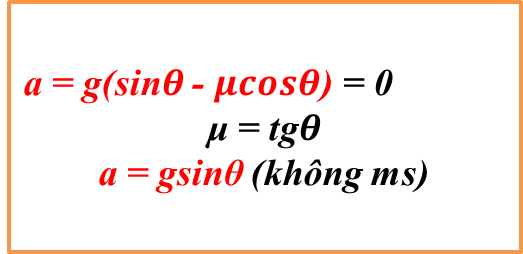 a = g(sinθ - μcosθ) = 0
μ = tgθ
a = gsinθ (không ms)